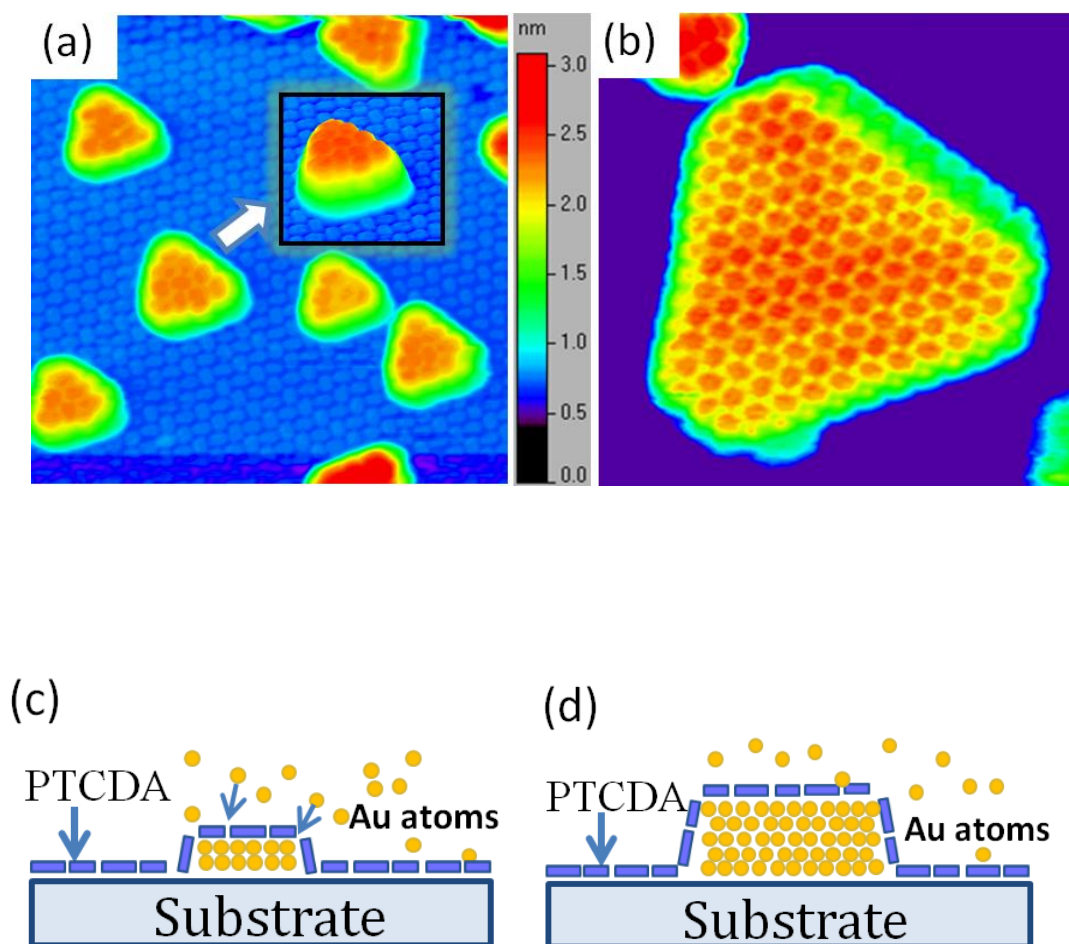 (a)
nm
3.0
2.5
2.0
1.5
1.0
0.5
0.0
(b)
(c)
PTCDA
Au atoms
Substrate
(d)
PTCDA
Au atoms
Substrate